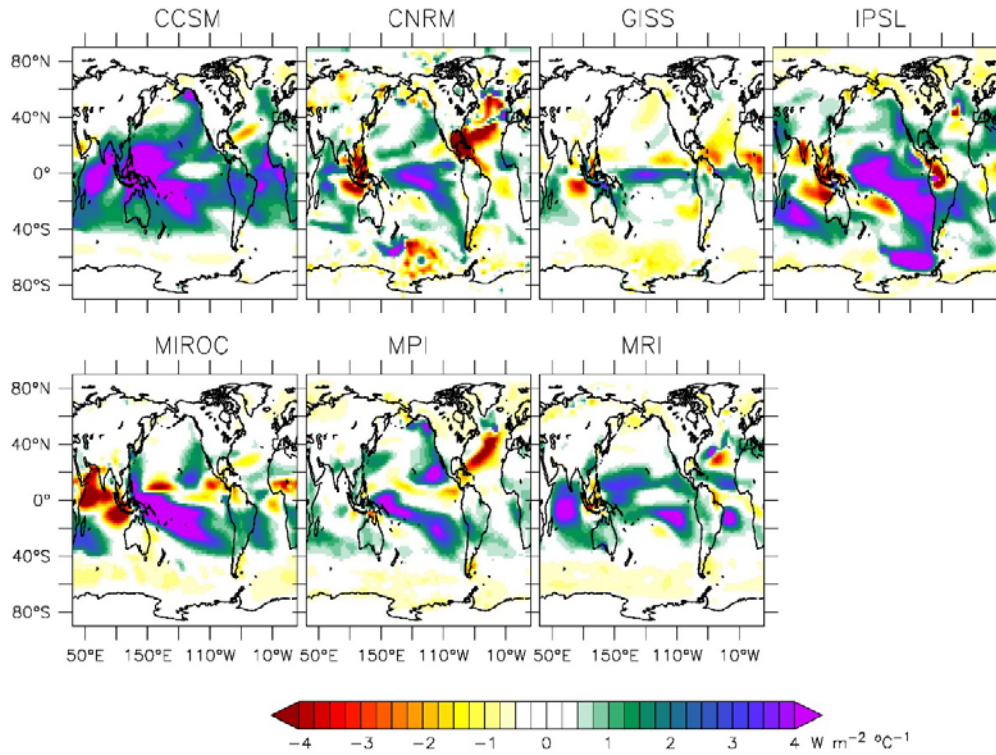 CCSM CNRM GISS IPSL
80°N
40°N
0°
40°S
80°S
MIROC MPI MRI
80°N
40°N
0°
40°S
80°S
50°E 150°E 110°W 10°W 50°E 150°E 110°W 10°W 50°E 150°E 110°W 10°W
−4 −3 −2 −1 0 1 2 3 4 W m⁻² °C⁻¹